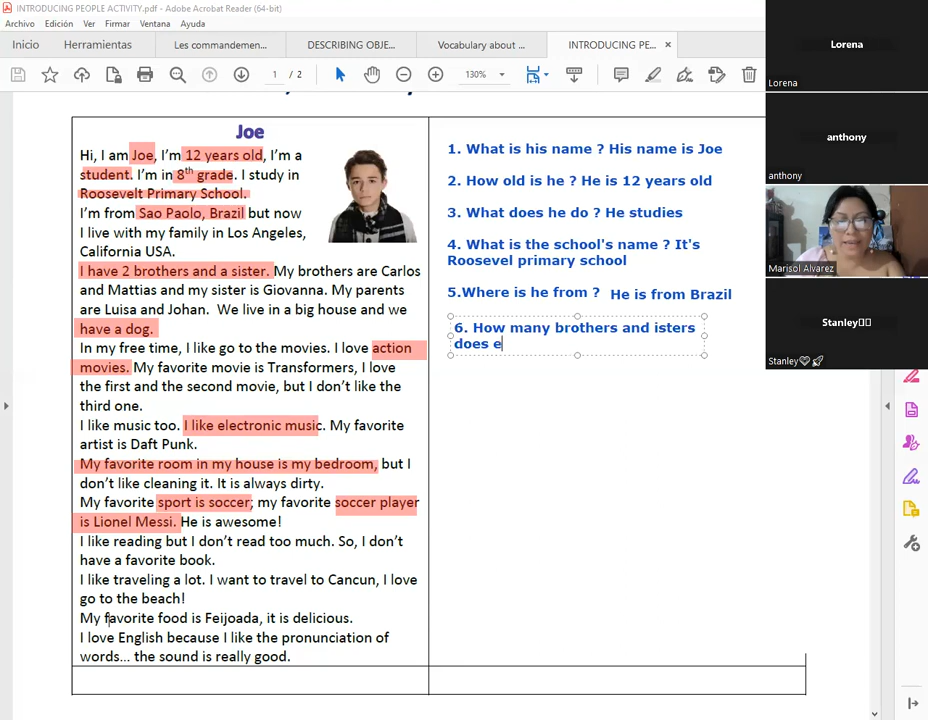 INTRODUCING PEOPLE ACTIVITY.pdf - Adobe Acrobat Reader (64-bit)
Archivo Edición Ver Firmar Ventana Ayuda
Inicio Herramientas Les commandemen... DESCRIBING OBJE... Vocabulary about ... INTRODUCING PE... ×
1 / 2 130%
Joe
Hi, I am Joe, I'm 12 years old, I'm a
student. I'm in 8th grade. I study in
Roosevelt Primary School.
I'm from Sao Paolo, Brazil but now
I live with my family in Los Angeles,
California USA.
I have 2 brothers and a sister. My brothers are Carlos
and Mattias and my sister is Giovanna. My parents
are Luisa and Johan. We live in a big house and we
have a dog.
In my free time, I like go to the movies. I love action
movies. My favorite movie is Transformers, I love
the first and the second movie, but I don't like the
third one.
I like music too. I like electronic music. My favorite
artist is Daft Punk.
My favorite room in my house is my bedroom, but I
don't like cleaning it. It is always dirty.
My favorite sport is soccer; my favorite soccer player
is Lionel Messi. He is awesome!
I like reading but I don't read too much. So, I don't
have a favorite book.
I like traveling a lot. I want to travel to Cancun, I love
go to the beach!
My favorite food is Feijoada, it is delicious.
I love English because I like the pronunciation of
words... the sound is really good.
1. What is his name ? His name is Joe
2. How old is he ? He is 12 years old
3. What does he do ? He studies
4. What is the school's name ? It's
Roosevel primary school
5.Where is he from ? He is from Brazil
6. How many brothers and isters
does e
Lorena
Lorena
anthony
anthony
Marisol Alvarez
Stanley
Stanley